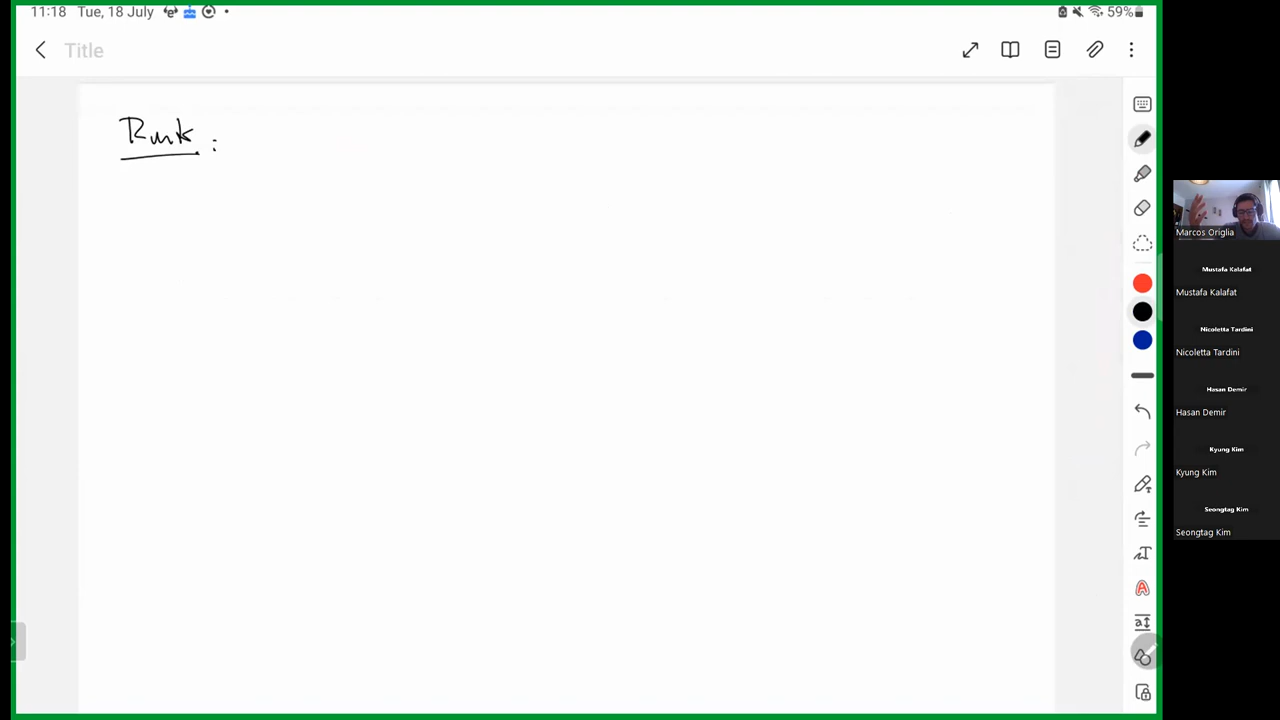 11:18 Tue, 18 July
59%
Title
Rmk :
Marcos Origlia
Mustafa Kalafat
Mustafa Kalafat
Nicoletta Tardini
Nicoletta Tardini
Hasan Demir
Hasan Demir
Kyung Kim
Kyung Kim
Seongtag Kim
Seongtag Kim